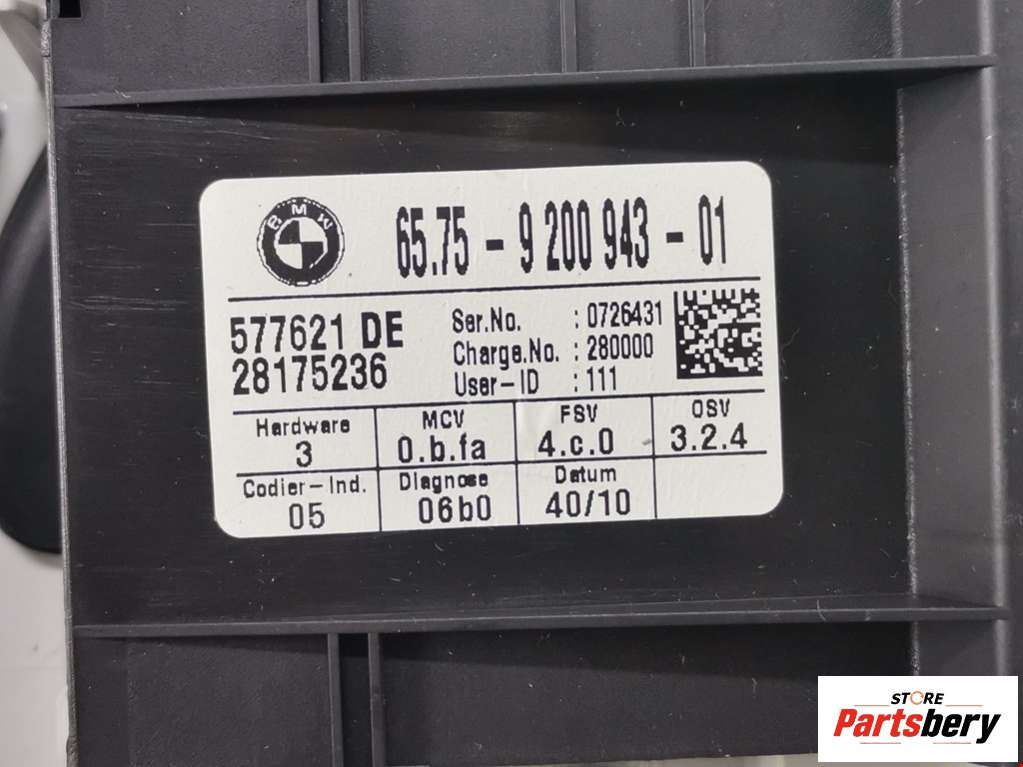 BMW
65.75 - 9 200 943 - 01
577621 DE
28175236
Ser.No. : 0726431
Charge.No. : 280000
User-ID : 111
Hardware MCV FSV OSV
3 0.b.fa 4.c.0 3.2.4
Codier-Ind. Diagnose Datum
05 06b0 40/10
STORE
Partsbery